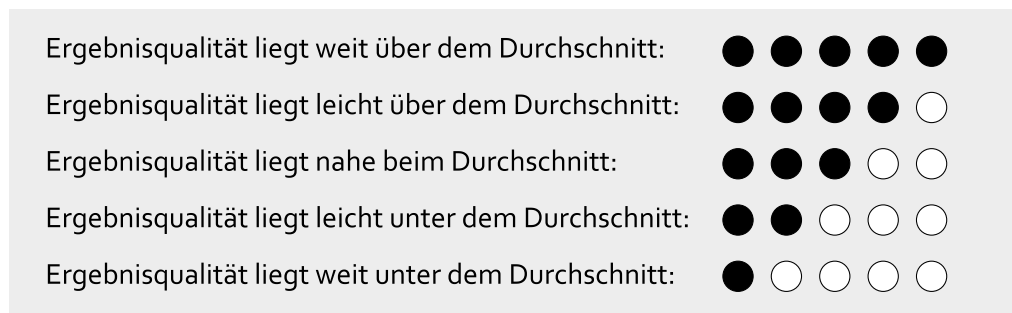 Ergebnisqualität liegt weit über dem Durchschnitt:
Ergebnisqualität liegt leicht über dem Durchschnitt:
Ergebnisqualität liegt nahe beim Durchschnitt:
Ergebnisqualität liegt leicht unter dem Durchschnitt:
Ergebnisqualität liegt weit unter dem Durchschnitt: